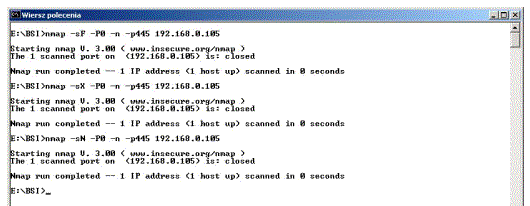 Wiersz polecenia
E:\BSI>nmap -sF -P0 -n -p445 192.168.0.105
Starting nmap V. 3.00 ( www.insecure.org/nmap )
The 1 scanned port on  (192.168.0.105) is: closed
Nmap run completed -- 1 IP address (1 host up) scanned in 0 seconds
E:\BSI>nmap -sX -P0 -n -p445 192.168.0.105
Starting nmap V. 3.00 ( www.insecure.org/nmap )
The 1 scanned port on  (192.168.0.105) is: closed
Nmap run completed -- 1 IP address (1 host up) scanned in 0 seconds
E:\BSI>nmap -sN -P0 -n -p445 192.168.0.105
Starting nmap V. 3.00 ( www.insecure.org/nmap )
The 1 scanned port on  (192.168.0.105) is: closed
Nmap run completed -- 1 IP address (1 host up) scanned in 0 seconds
E:\BSI>_